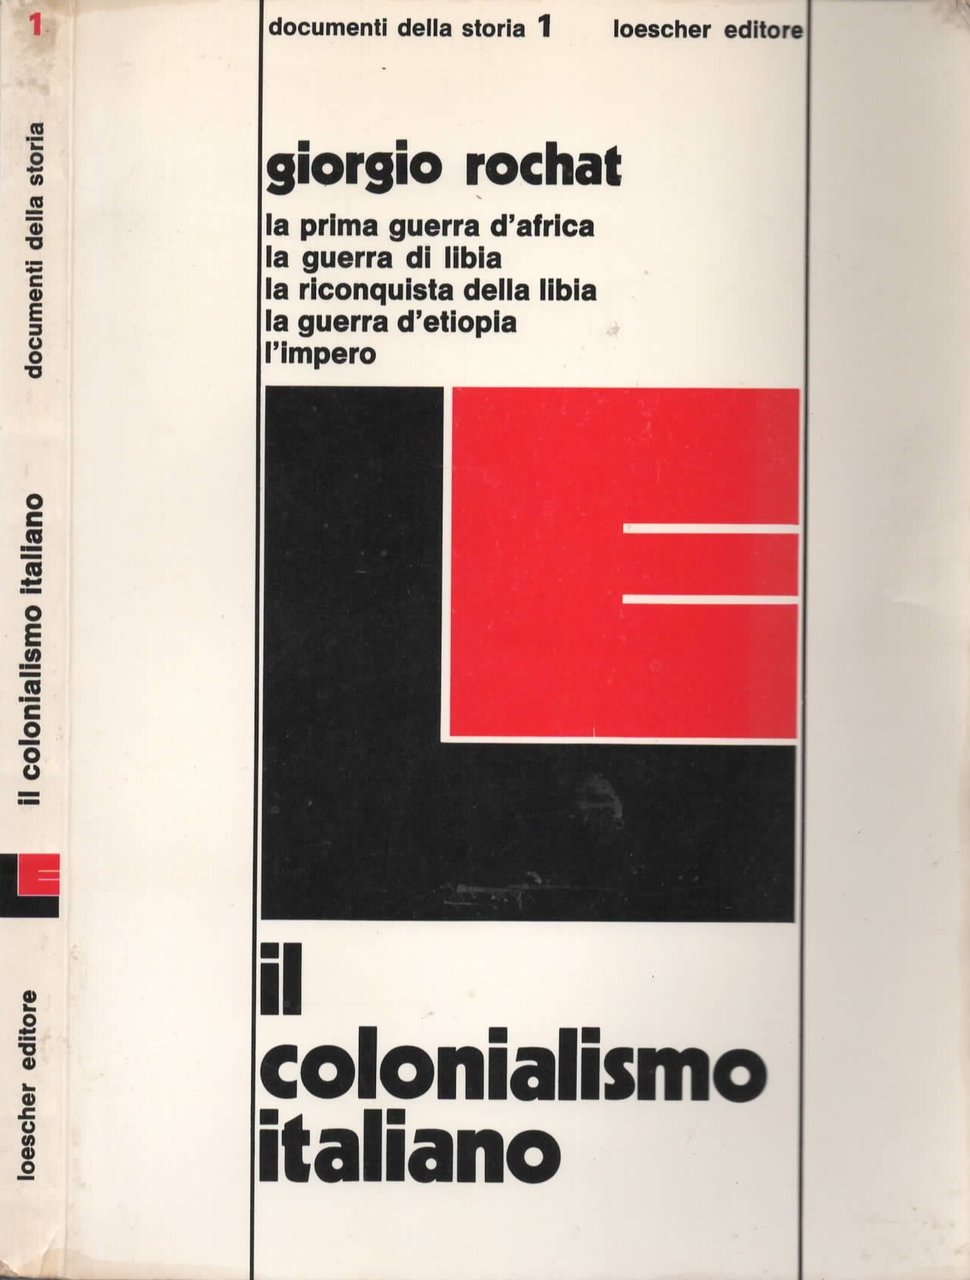 1
documenti della storia
il colonialismo italiano
loescher editore
documenti della storia 1 loescher editore
giorgio rochat
la prima guerra d'africa
la guerra di libia
la riconquista della libia
la guerra d'etiopia
l'impero
il
colonialismo
italiano